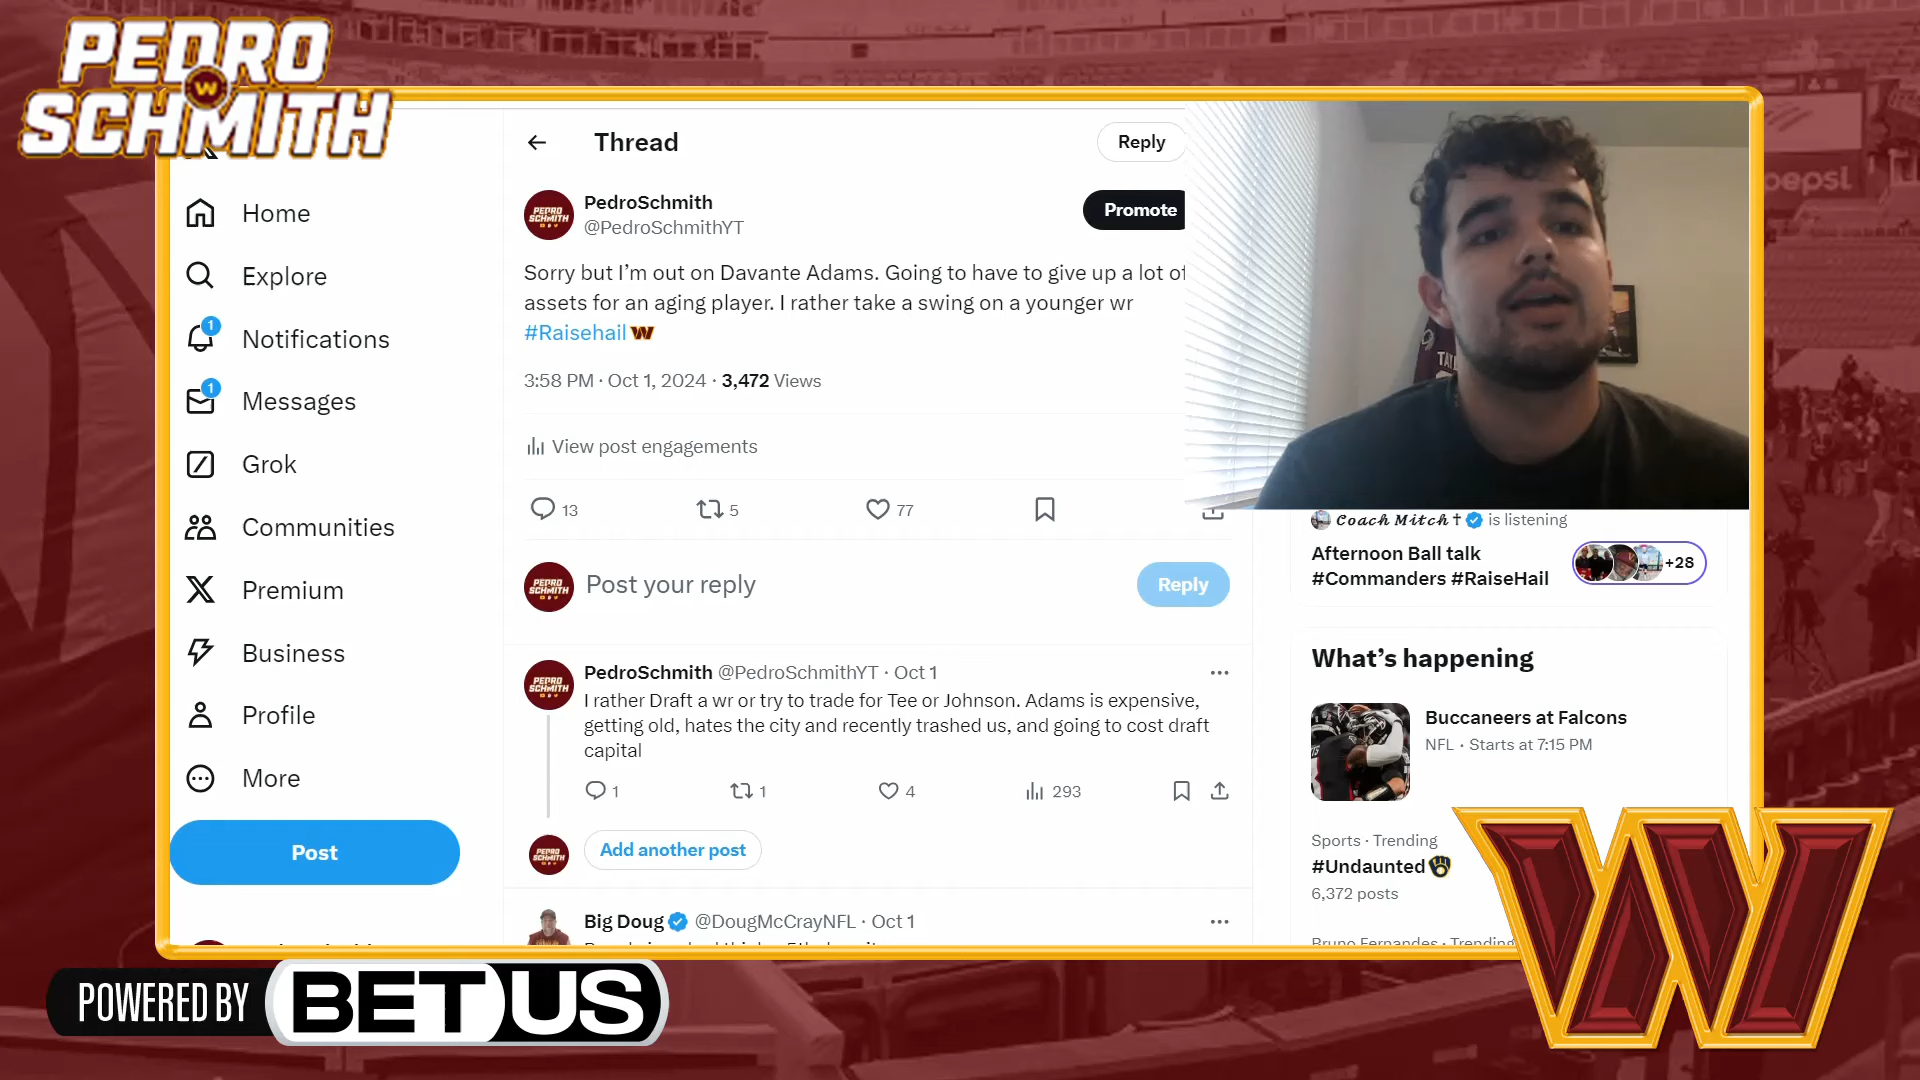 PEDRO
SCHMITH
Home
Explore
1
Notifications
1
Messages
Grok
Communities
Premium
Business
Profile
More
Post
Thread
Reply
PedroSchmith
@PedroSchmithYT
Promote
Sorry but I'm out on Davante Adams. Going to have to give up a lot of
assets for an aging player. I rather take a swing on a younger wr
#Raisehail
3:58 PM · Oct 1, 2024 · 3,472 Views
View post engagements
13
5
77
Post your reply
Reply
PedroSchmith @PedroSchmithYT · Oct 1
I rather Draft a wr or try to trade for Tee or Johnson. Adams is expensive,
getting old, hates the city and recently trashed us, and going to cost draft
capital
1
1
4
293
Add another post
Big Doug @DougMcCrayNFL · Oct 1
Coach Mitch is listening
Afternoon Ball talk
#Commanders #RaiseHail
+28
What's happening
Buccaneers at Falcons
NFL · Starts at 7:15 PM
Sports · Trending
#Undaunted
6,372 posts
Bruno Fernandes · Trending
pepsi
POWERED BY BETUS
W